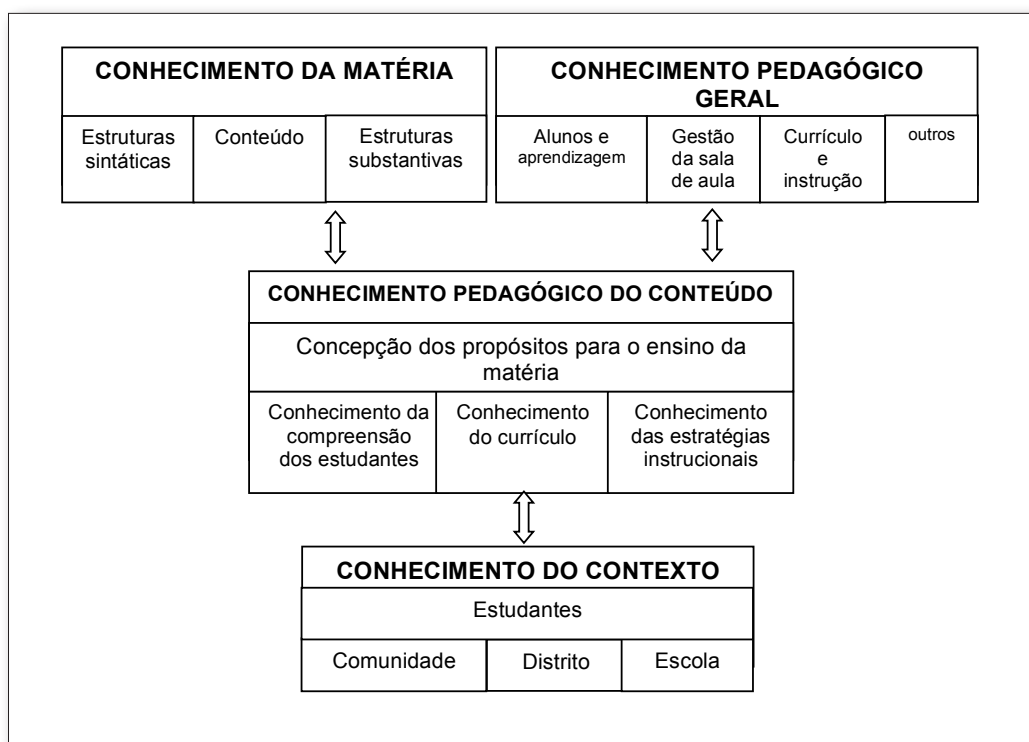 CONHECIMENTO DA MATÉRIA
Estruturas
sintáticas
Conteúdo
Estruturas
substantivas
CONHECIMENTO PEDAGÓGICO
GERAL
Alunos e
aprendizagem
Gestão
da sala
de aula
Currículo
e
instrução
outros
CONHECIMENTO PEDAGÓGICO DO CONTEÚDO
Concepção dos propósitos para o ensino da
matéria
Conhecimento da
compreensão
dos estudantes
Conhecimento
do currículo
Conhecimento
das estratégias
instrucionais
CONHECIMENTO DO CONTEXTO
Estudantes
Comunidade
Distrito
Escola